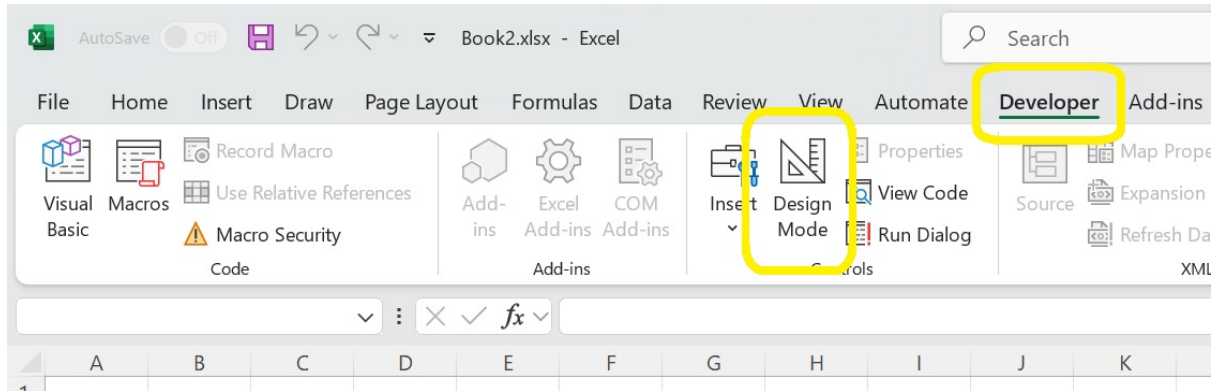 AutoSave Off Book2.xlsx - Excel Search
File Home Insert Draw Page Layout Formulas Data Review View Automate Developer Add-ins
Record Macro Properties Map Prope
Use Relative References View Code Expansion
Visual Basic Macros Add-ins Excel Add-ins COM Add-ins Insert Design Mode Source
Macro Security Run Dialog Refresh Da
Code Add-ins XML
fx
A B C D E F G H I J K